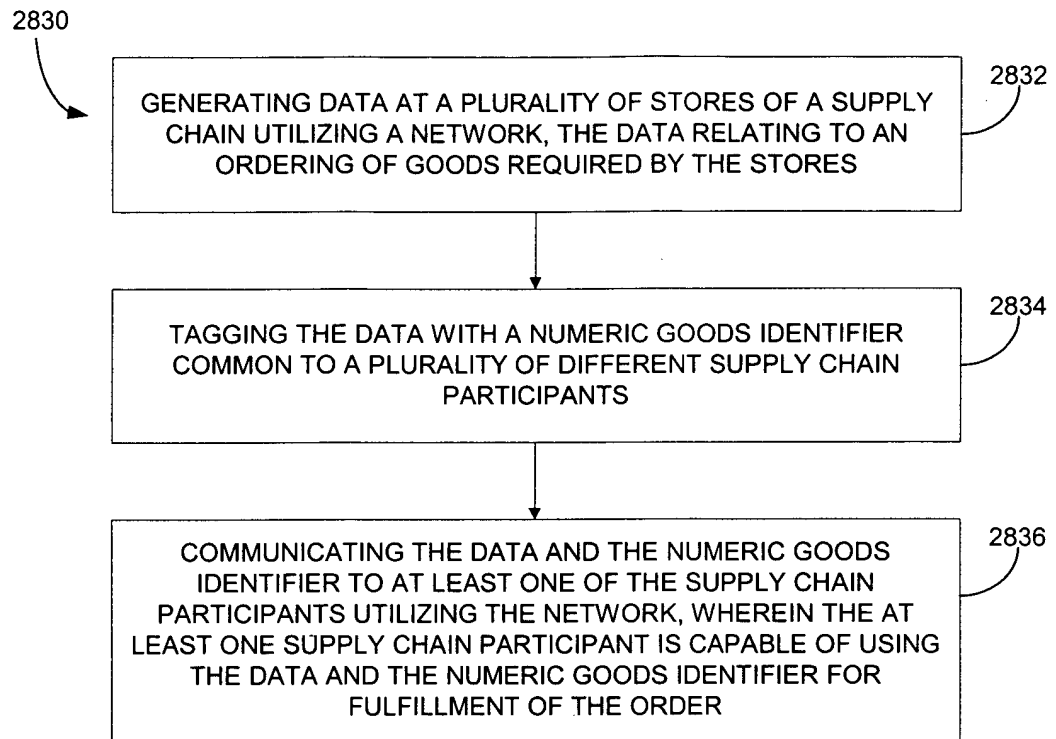 2830
2832
GENERATING DATA AT A PLURALITY OF STORES OF A SUPPLY
CHAIN UTILIZING A NETWORK, THE DATA RELATING TO AN
ORDERING OF GOODS REQUIRED BY THE STORES
2834
TAGGING THE DATA WITH A NUMERIC GOODS IDENTIFIER
COMMON TO A PLURALITY OF DIFFERENT SUPPLY CHAIN
PARTICIPANTS
2836
COMMUNICATING THE DATA AND THE NUMERIC GOODS
IDENTIFIER TO AT LEAST ONE OF THE SUPPLY CHAIN
PARTICIPANTS UTILIZING THE NETWORK, WHEREIN THE AT
LEAST ONE SUPPLY CHAIN PARTICIPANT IS CAPABLE OF USING
THE DATA AND THE NUMERIC GOODS IDENTIFIER FOR
FULFILLMENT OF THE ORDER